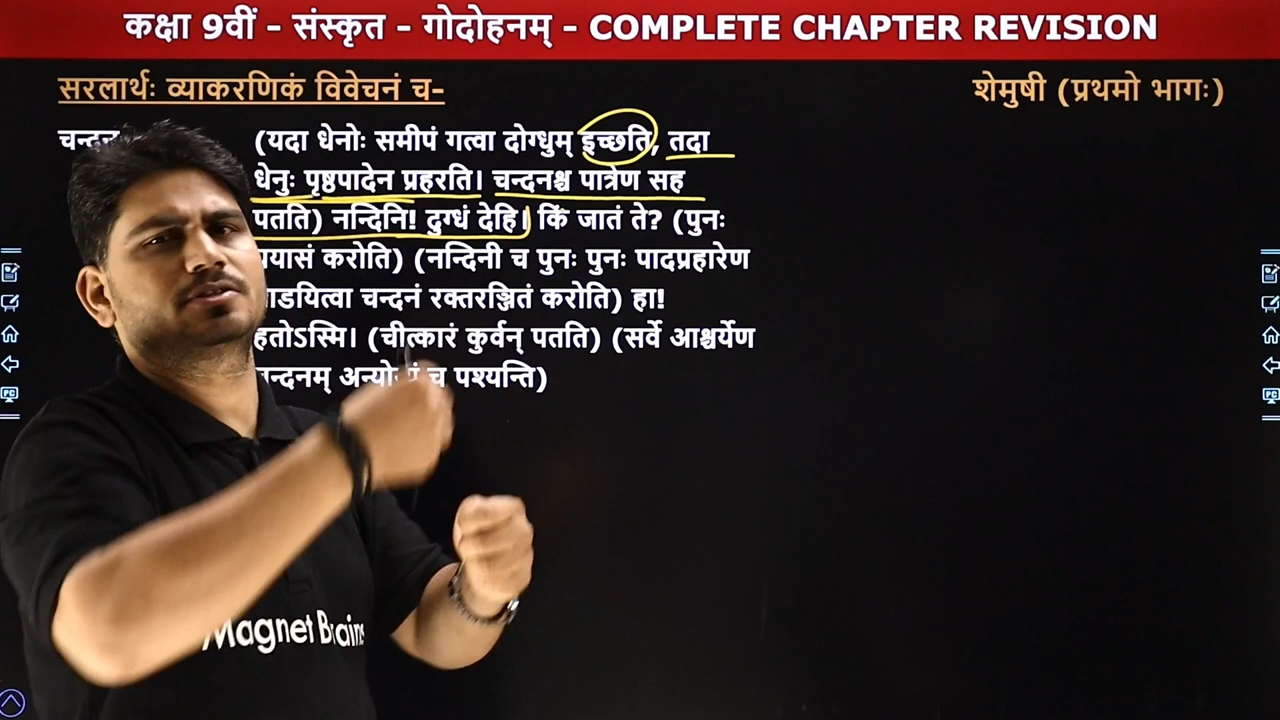 कक्षा 9वीं - संस्कृत - गोदोहनम् - COMPLETE CHAPTER REVISION
सरलार्थः व्याकरणिकं विवेचनं च-
शेमुषी (प्रथमो भागः)
(यदा धेनोः समीपं गत्वा दोग्धुम् इच्छति, तदा
धेनुः पृष्ठपादेन प्रहरति। चन्दनश्च पात्रेण सह
पतति) नन्दिनि! दुग्धं देहि। किं जातं ते? (पुनः
करोति) (नन्दिनी च पुनः पुनः पादप्रहारेण
चन्दनं रक्तरञ्जितं करोति) हा!
हतोऽस्मि। (चीत्कारं कुर्वन् पतति) (सर्वे आश्चर्येण
च पश्यन्ति)
Magnet Brains
PC
PC